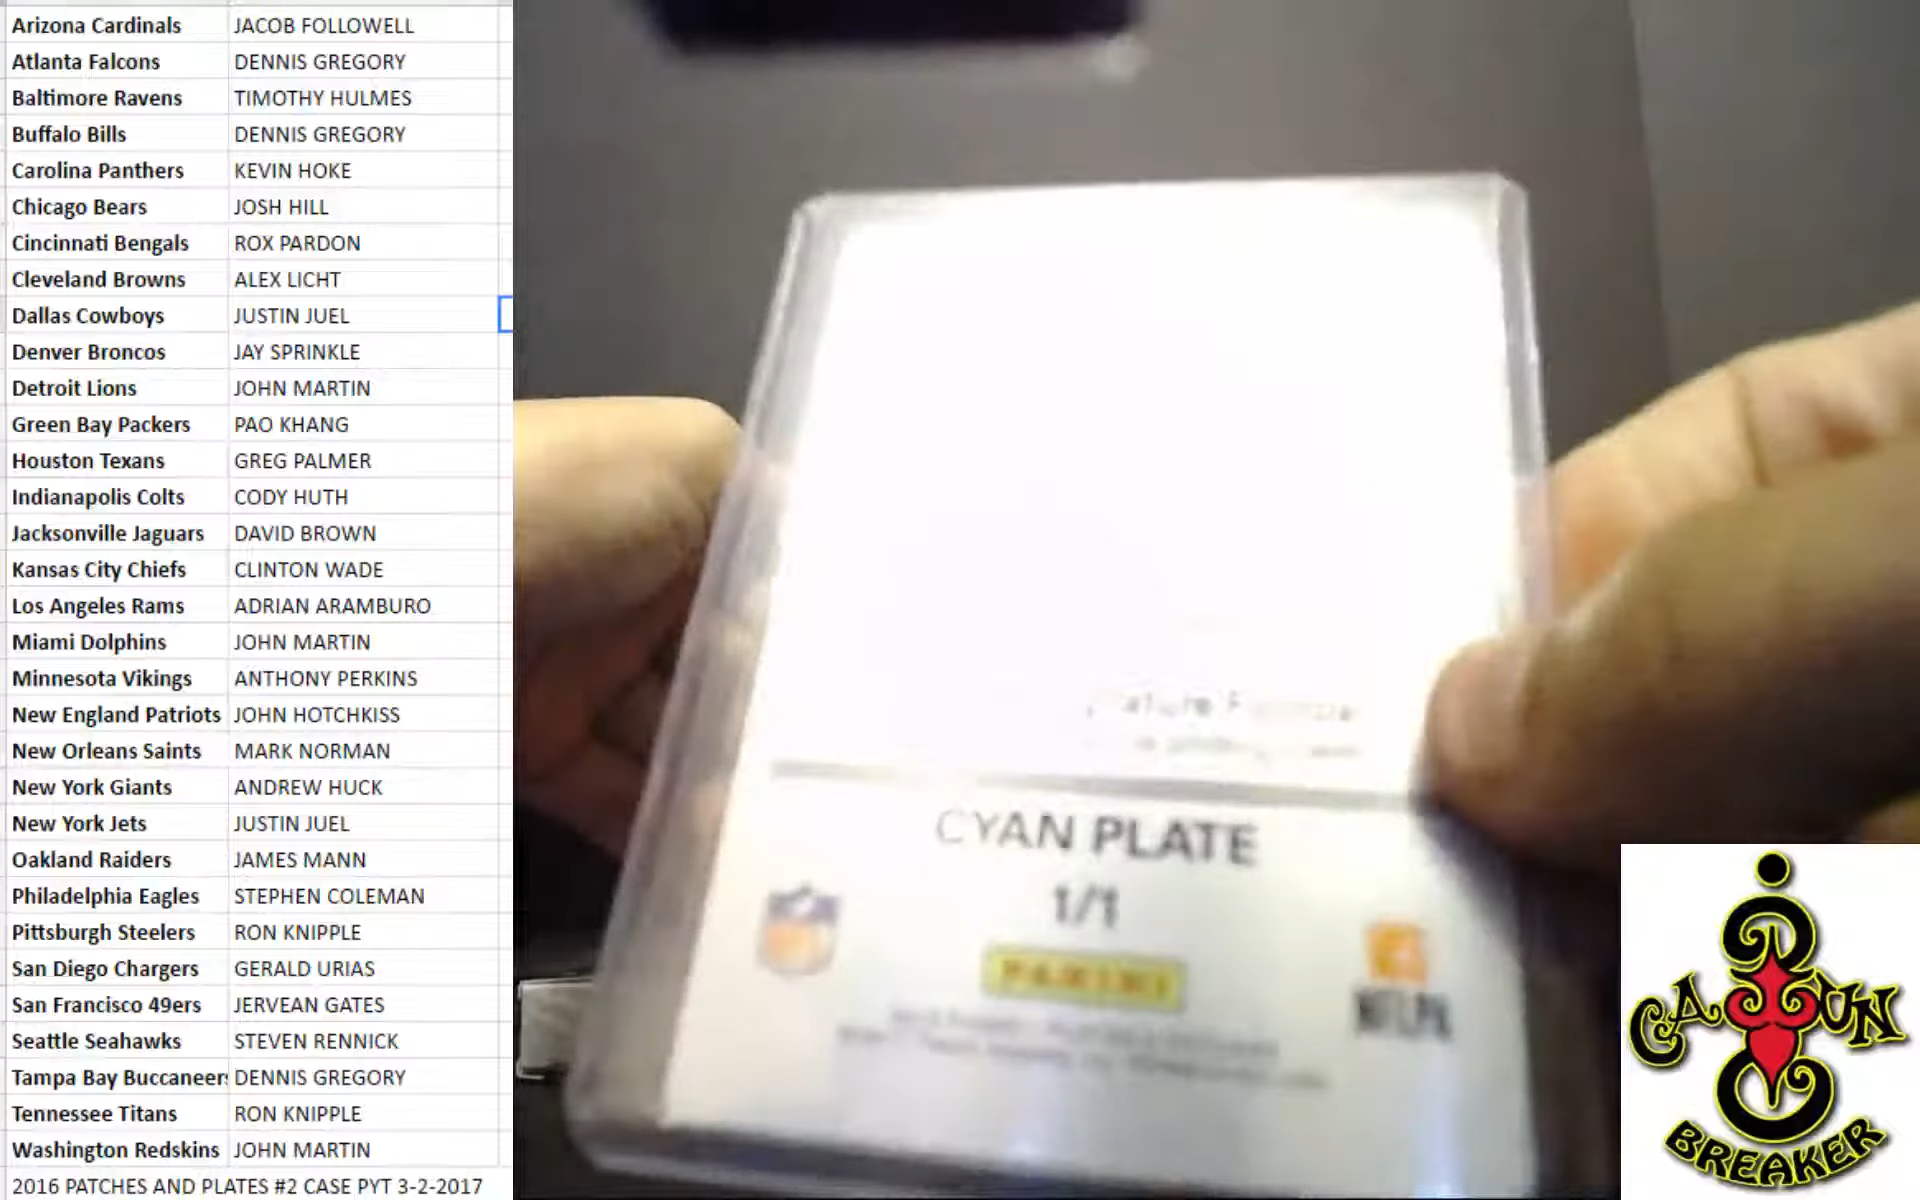 Arizona Cardinals JACOB FOLLOWELL
Atlanta Falcons DENNIS GREGORY
Baltimore Ravens TIMOTHY HULMES
Buffalo Bills DENNIS GREGORY
Carolina Panthers KEVIN HOKE
Chicago Bears JOSH HILL
Cincinnati Bengals ROX PARDON
Cleveland Browns ALEX LICHT
Dallas Cowboys JUSTIN JUEL
Denver Broncos JAY SPRINKLE
Detroit Lions JOHN MARTIN
Green Bay Packers PAO KHANG
Houston Texans GREG PALMER
Indianapolis Colts CODY HUTH
Jacksonville Jaguars DAVID BROWN
Kansas City Chiefs CLINTON WADE
Los Angeles Rams ADRIAN ARAMBURO
Miami Dolphins JOHN MARTIN
Minnesota Vikings ANTHONY PERKINS
New England Patriots JOHN HOTCHKISS
New Orleans Saints MARK NORMAN
New York Giants ANDREW HUCK
New York Jets JUSTIN JUEL
Oakland Raiders JAMES MANN
Philadelphia Eagles STEPHEN COLEMAN
Pittsburgh Steelers RON KNIPPLE
San Diego Chargers GERALD URIAS
San Francisco 49ers JERVEAN GATES
Seattle Seahawks STEVEN RENNICK
Tampa Bay Buccaneers DENNIS GREGORY
Tennessee Titans RON KNIPPLE
Washington Redskins JOHN MARTIN
2016 PATCHES AND PLATES #2 CASE PYT 3-2-2017
CYAN PLATE
1/1
PANINI
NFLPA
CAJUN
BREAKER